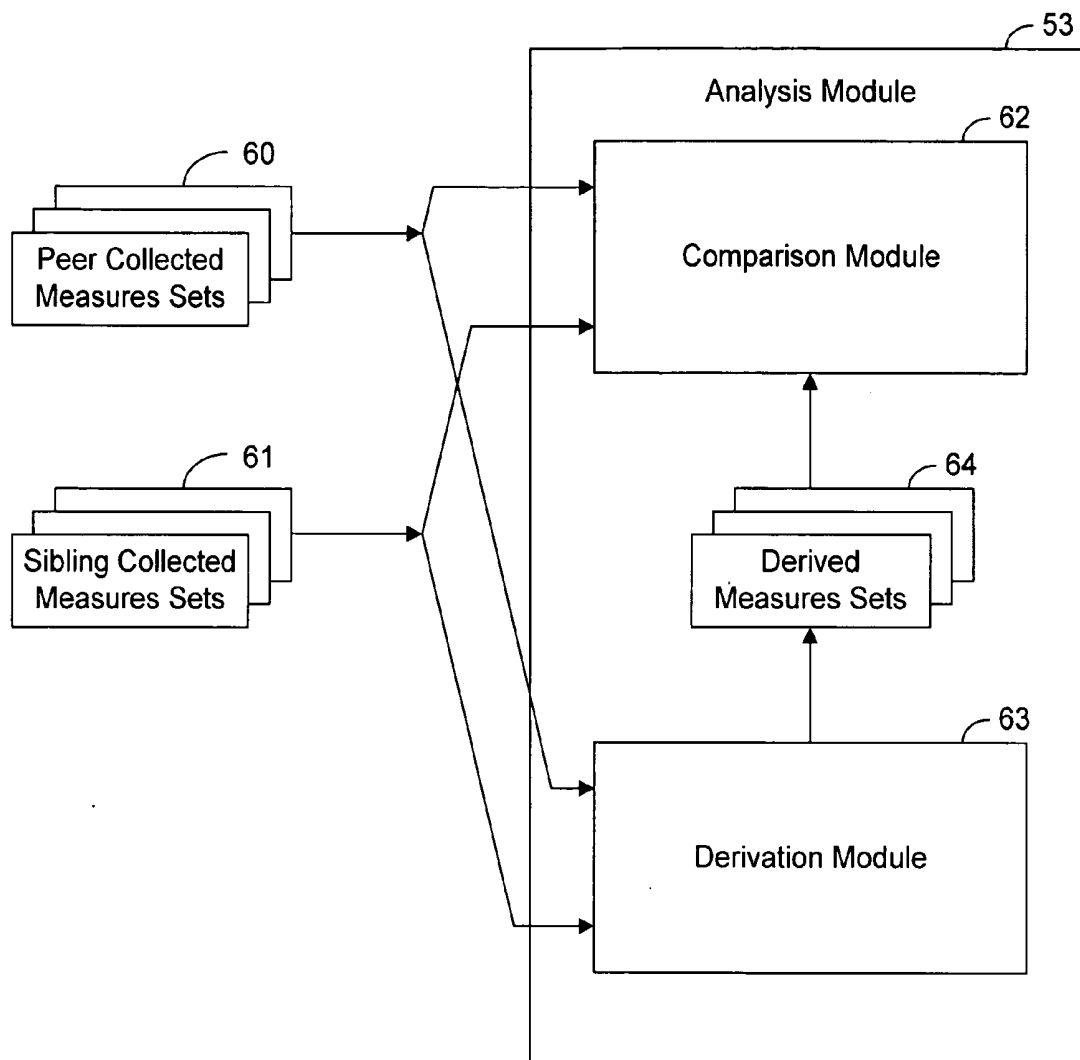 53
Analysis Module
62
60
Comparison Module
Peer Collected
Measures Sets
61
64
Sibling Collected
Measures Sets
Derived
Measures Sets
63
Derivation Module